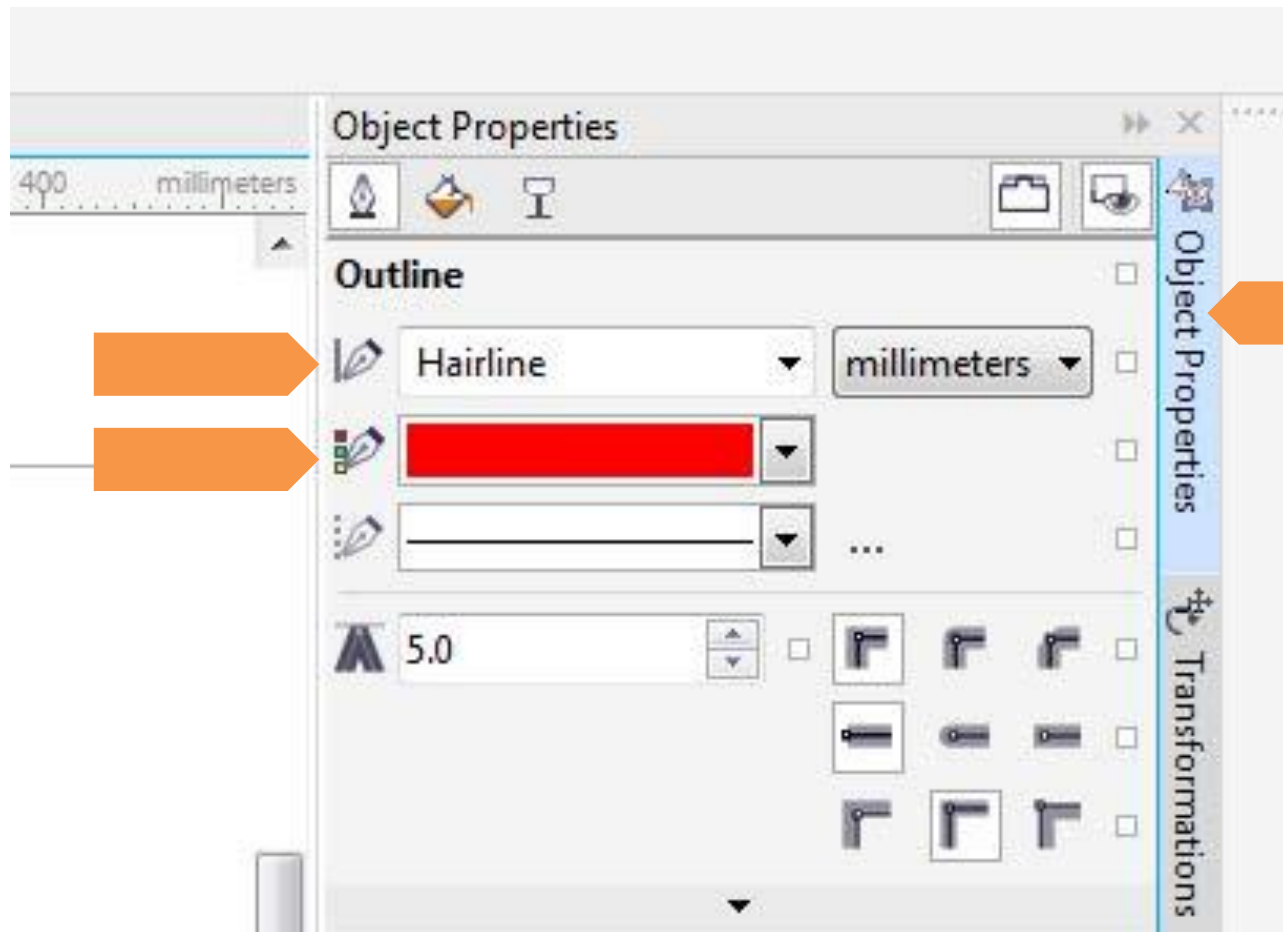 Object Properties
400 millimeters
Outline
Hairline millimeters
...
5.0
Object Properties
Transformations